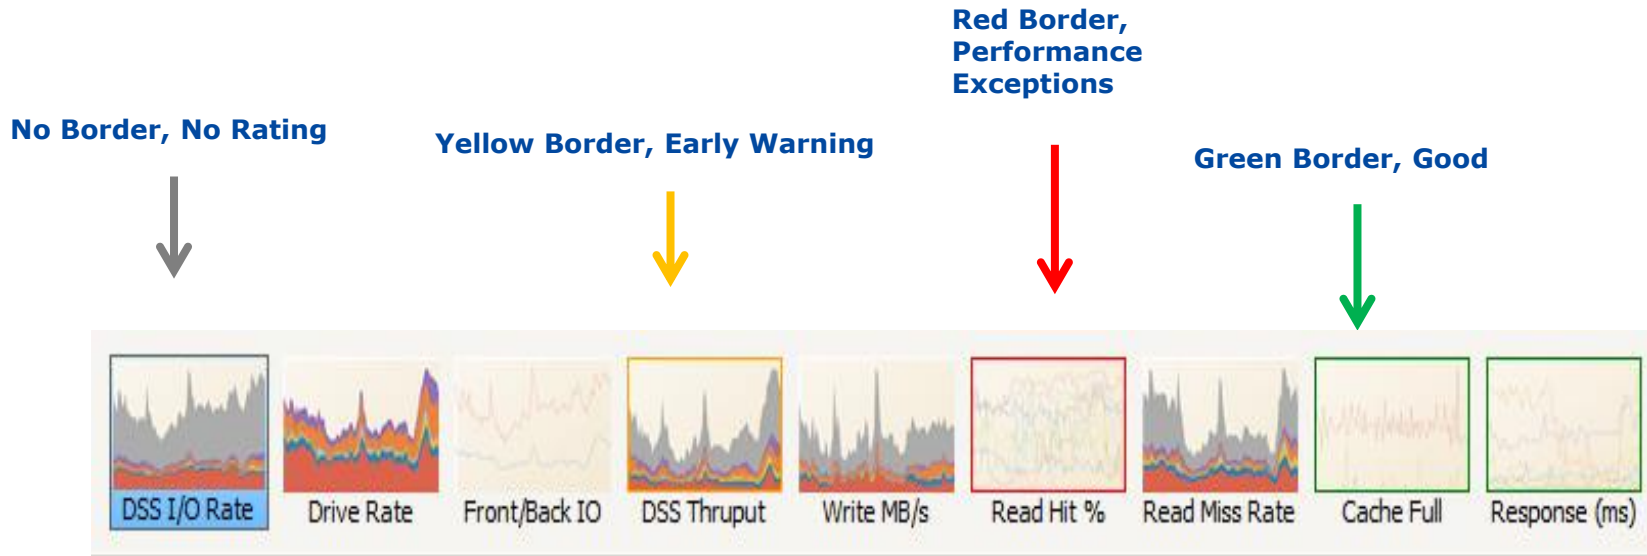 Red Border,
Performance
Exceptions
No Border, No Rating
Yellow Border, Early Warning
Green Border, Good
DSS I/O Rate
Drive Rate
Front/Back IO
DSS Thruput
Write MB/s
Read Hit %
Read Miss Rate
Cache Full
Response (ms)